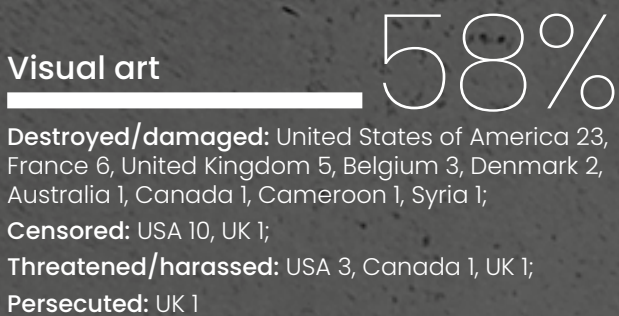 Visual art
58%
Destroyed/damaged: United States of America 23,
France 6, United Kingdom 5, Belgium 3, Denmark 2,
Australia 1, Canada 1, Cameroon 1, Syria 1;
Censored: USA 10, UK 1;
Threatened/harassed: USA 3, Canada 1, UK 1;
Persecuted: UK 1